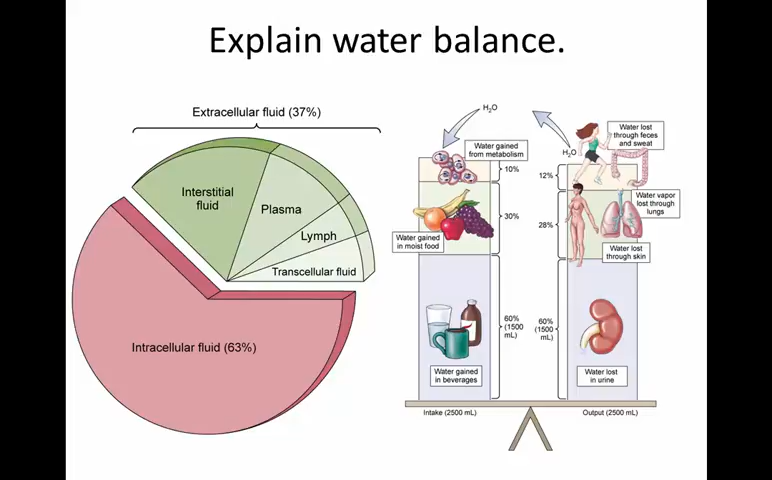 Explain water balance.
Extracellular fluid (37%)
Interstitial
fluid
Plasma
Lymph
Transcellular fluid
Intracellular fluid (63%)
H₂O
Water gained
from metabolism
10%
30%
Water gained
in moist food
60%
(1500
mL)
Water gained
in beverages
Intake (2500 mL)
H₂O
Water lost
through feces
and sweat
12%
Water vapor
lost through
lungs
28%
Water lost
through skin
60%
(1500
mL)
Water lost
in urine
Output (2500 mL)